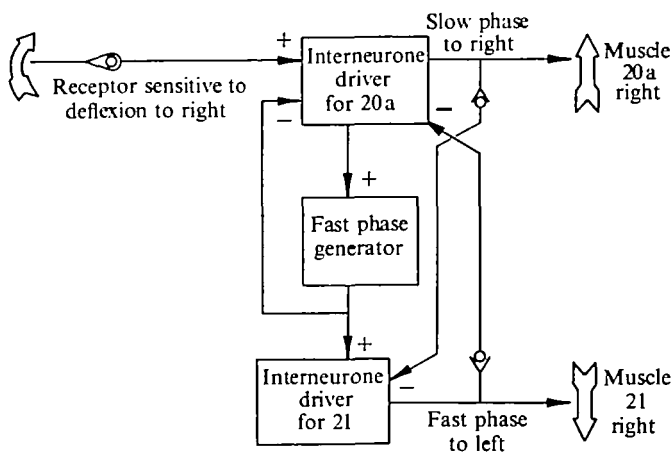 Slow phase
to right
+
Interneurone
driver
for 20a
Muscle
20a
right
Receptor sensitive to
deflexion to right
−
−
+
Fast phase
generator
+
Interneurone
driver
for 21
−
Fast phase
to left
Muscle
21
right